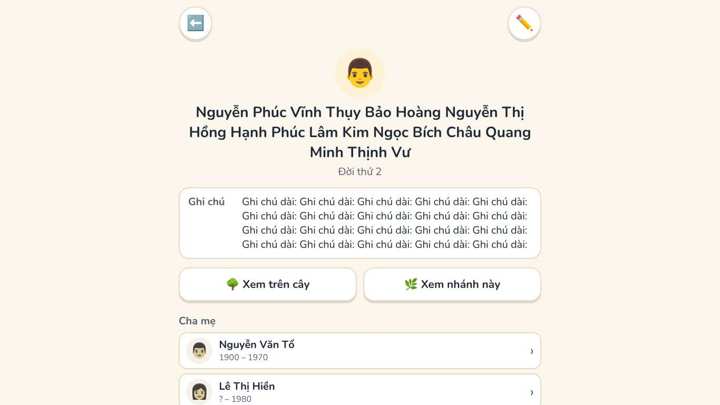 Nguyễn Phúc Vĩnh Thụy Bảo Hoàng Nguyễn Thị
Hồng Hạnh Phúc Lâm Kim Ngọc Bích Châu Quang
Minh Thịnh Vư
Đời thứ 2
Ghi chú
Ghi chú dài: Ghi chú dài: Ghi chú dài: Ghi chú dài: Ghi chú dài:
Ghi chú dài: Ghi chú dài: Ghi chú dài: Ghi chú dài: Ghi chú dài:
Ghi chú dài: Ghi chú dài: Ghi chú dài: Ghi chú dài: Ghi chú dài:
Ghi chú dài: Ghi chú dài: Ghi chú dài: Ghi chú dài: Ghi chú dài:
Xem trên cây
Xem nhánh này
Cha mẹ
Nguyễn Văn Tổ
1900 – 1970
Lê Thị Hiền
? – 1980